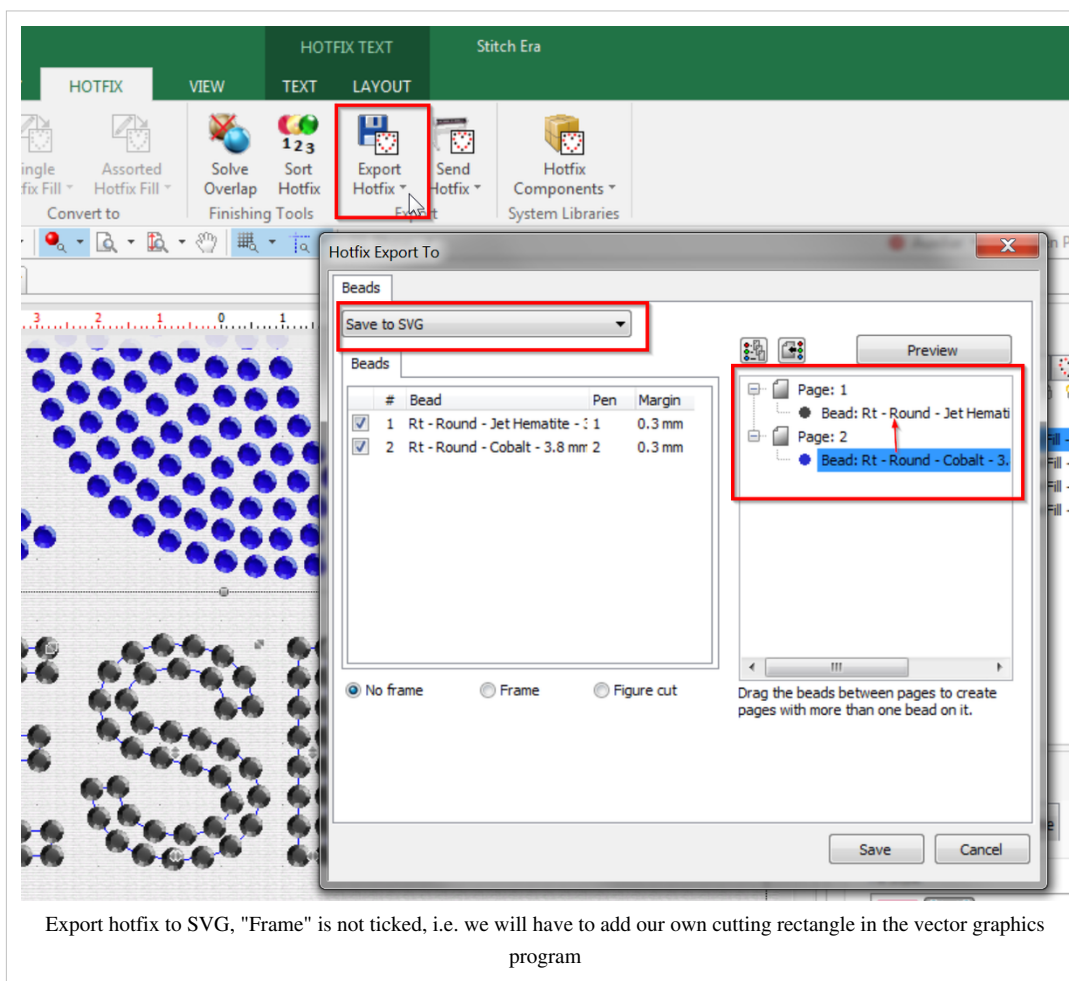 HOTFIX TEXT Stitch Era
HOTFIX VIEW TEXT LAYOUT
ingle Assorted Solve Sort Export Send Hotfix
fix Fill Hotfix Fill Overlap Hotfix Hotfix Hotfix Components
Convert to Finishing Tools Export System Libraries
Hotfix Export To
Beads
3 2 1 0 1
Save to SVG
Preview
Beads
# Bead Pen Margin
1 Rt - Round - Jet Hematite - 3 1 0.3 mm
2 Rt - Round - Cobalt - 3.8 mm 2 0.3 mm
Page: 1
Bead: Rt - Round - Jet Hemati
Page: 2
Bead: Rt - Round - Cobalt - 3.
Fill -
Fill -
Fill -
Fill -
No frame Frame Figure cut
Drag the beads between pages to create
pages with more than one bead on it.
Save Cancel
Export hotfix to SVG, "Frame" is not ticked, i.e. we will have to add our own cutting rectangle in the vector graphics
program